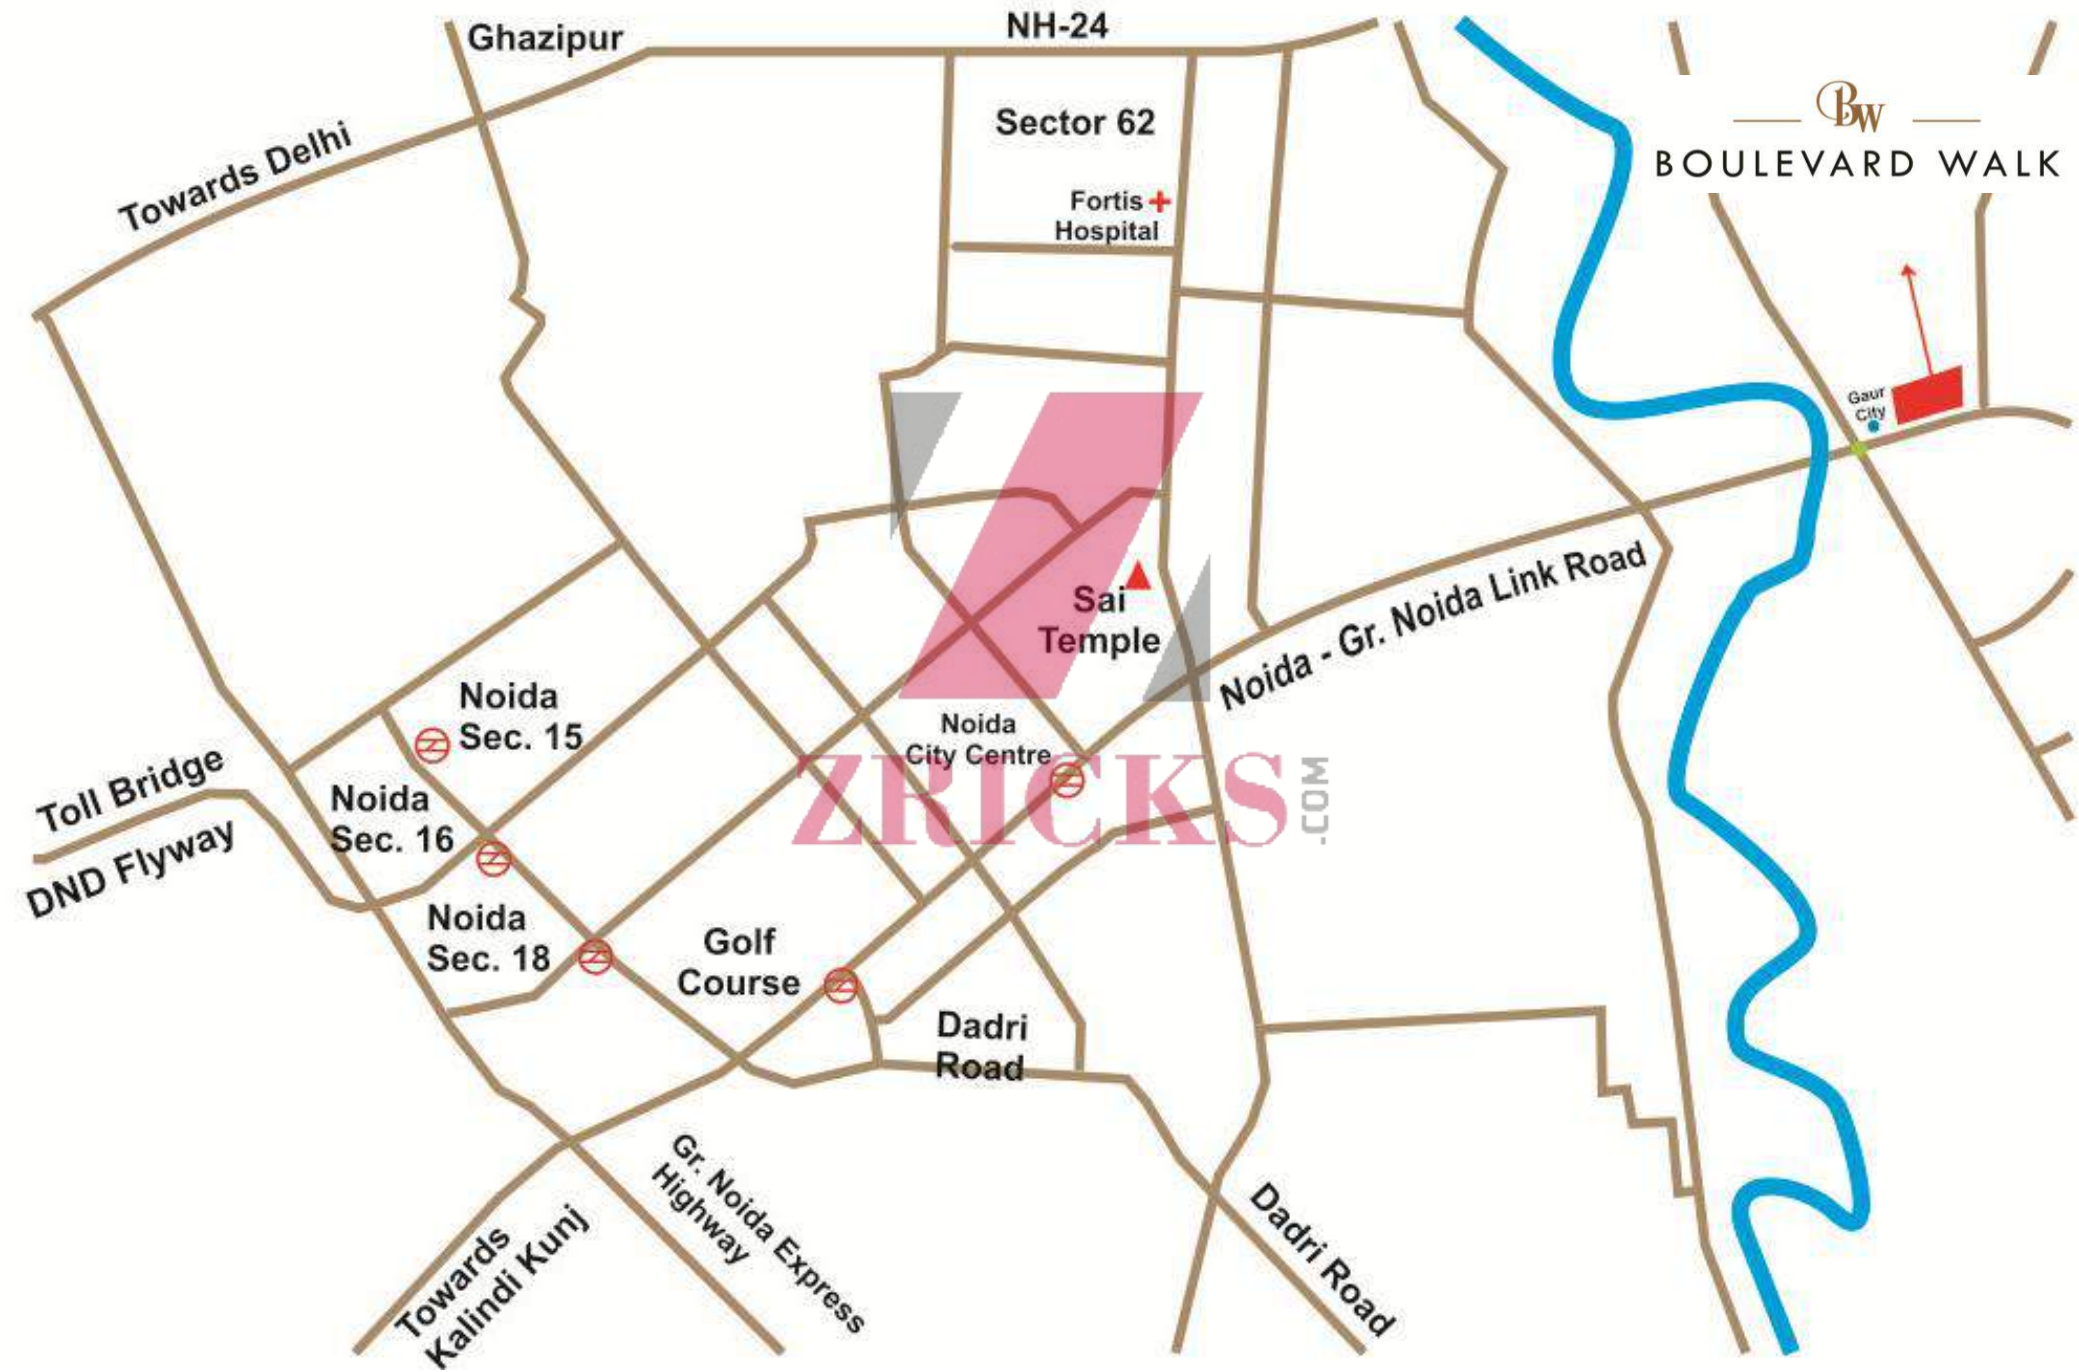 Ghazipur
NH-24
Towards Delhi
Sector 62
Fortis
Hospital
BW
BOULEVARD WALK
Gaur
City
Sai
Temple
Noida - Gr. Noida Link Road
Noida
Sec. 15
Noida
City Centre
ZRICKS
.COM
Toll Bridge
DND Flyway
Noida
Sec. 16
Noida
Sec. 18
Golf
Course
Dadri
Road
Gr. Noida Express
Highway
Towards
Kalindi Kunj
Dadri Road